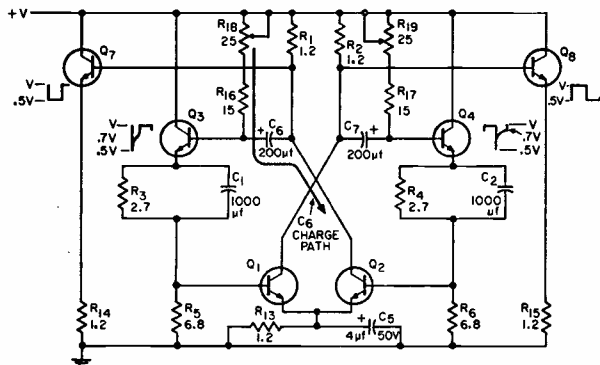 +V
R18
25
R1
1.2
R2
1.2
R19
25
Q7
Q8
V
.5V
R16
15
R17
15
V
.5V
Q3
C6
+
200μf
C7
+
200μf
Q4
V
.7V
.5V
V
.7V
.5V
R3
2.7
C1
1000
μf
C6
CHARGE
PATH
R4
2.7
C2
1000
μf
Q1
Q2
R14
1.2
R5
6.8
R13
1.2
+
C5
4μf
50V
R6
6.8
R15
1.2